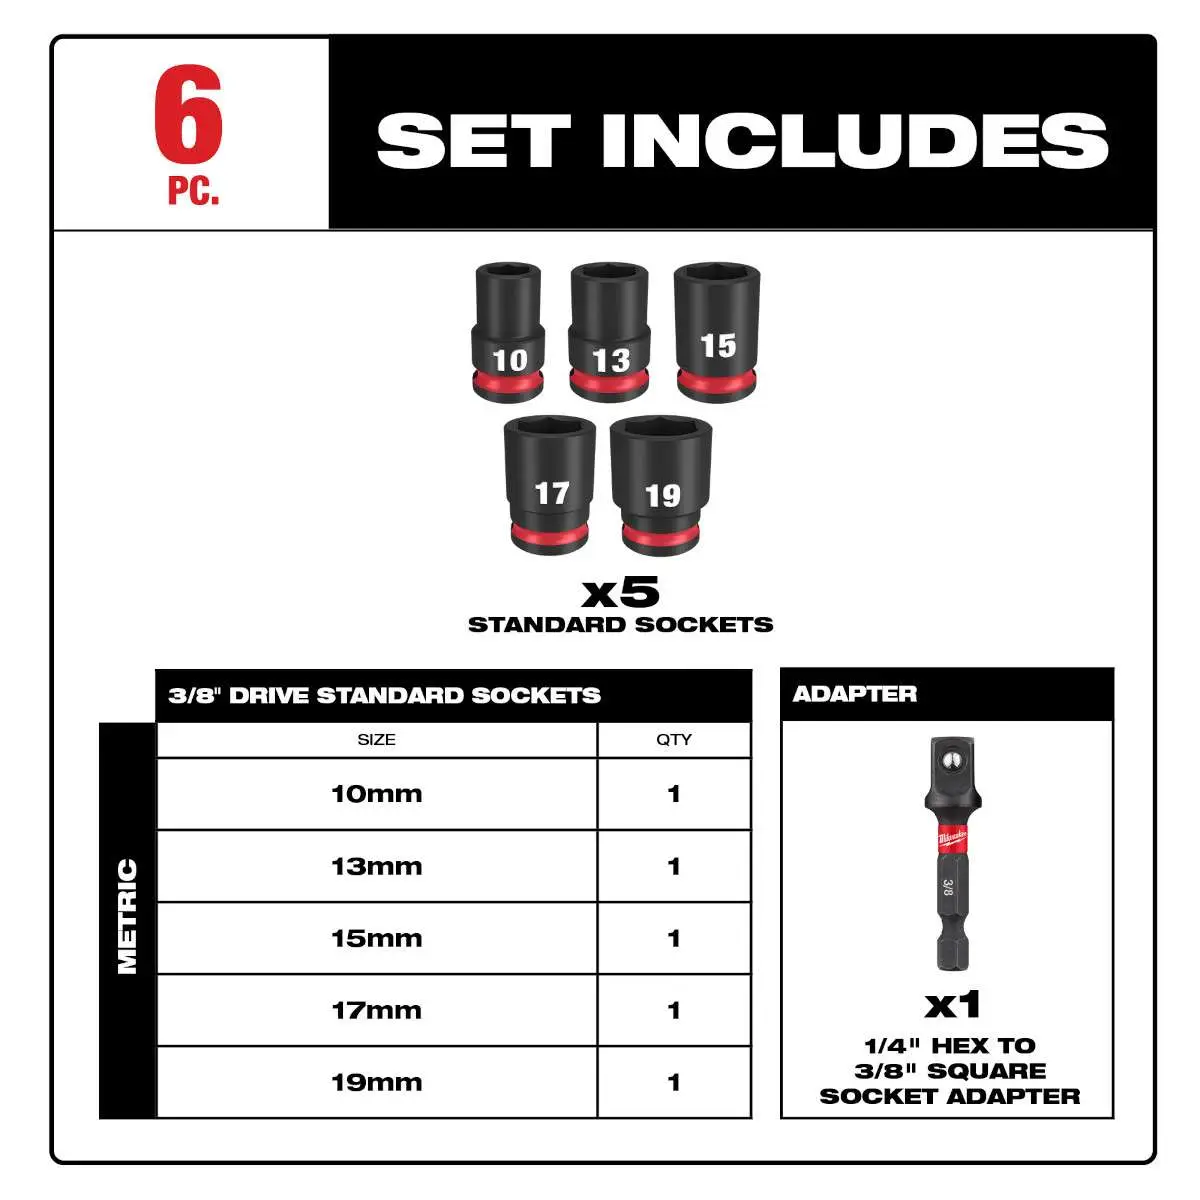 6
PC.
SET INCLUDES
10
13
15
17
19
x5
STANDARD SOCKETS
3/8" DRIVE STANDARD SOCKETS
SIZE QTY
METRIC
10mm 1
13mm 1
15mm 1
17mm 1
19mm 1
ADAPTER
Milwaukee
3/8
x1
1/4" HEX TO
3/8" SQUARE
SOCKET ADAPTER